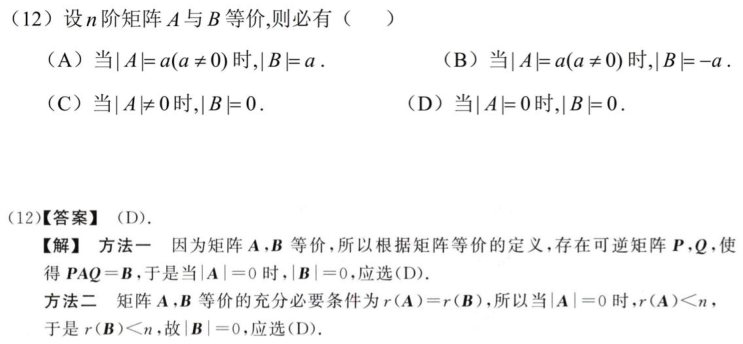 （12）设n阶矩阵A与B等价,则必有（　　）
（A）当|A|=a(a≠0)时,|B|=a．　　（B）当|A|=a(a≠0)时,|B|=-a．
（C）当|A|≠0时,|B|=0．　　（D）当|A|=0时,|B|=0．
(12)【答案】 (D).
【解】 方法一 因为矩阵A,B等价,所以根据矩阵等价的定义,存在可逆矩阵P,Q,使
得PAQ=B,于是当|A|=0时,|B|=0,应选(D).
方法二 矩阵A,B等价的充分必要条件为r(A)=r(B),所以当|A|=0时,r(A)<n,
于是r(B)<n,故|B|=0,应选(D).